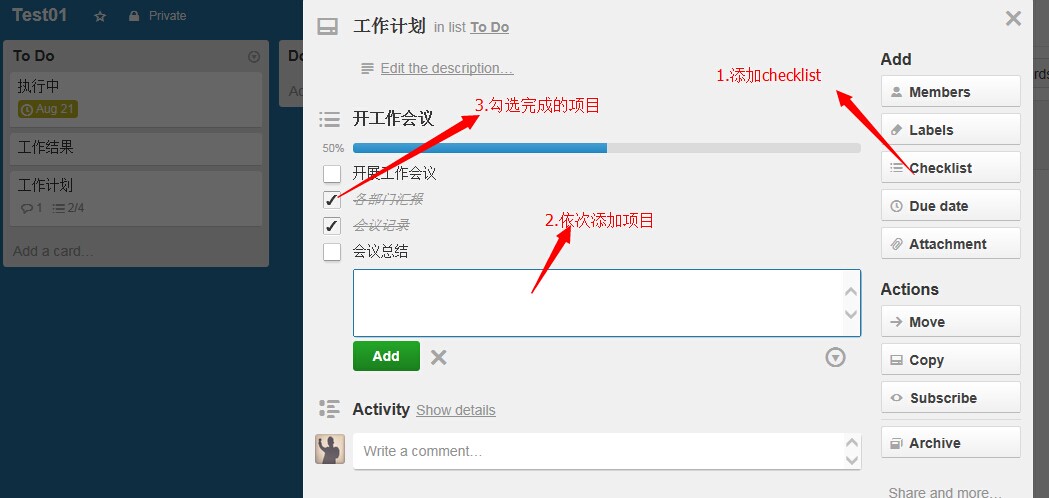 Test01 Private
To Do
执行中
Aug 21
工作结果
工作计划
1 2/4
Add a card…
工作计划 in list To Do
Edit the description…
1.添加checklist
3.勾选完成的项目
开工作会议
50%
开展工作会议
各部门汇报
会议记录
2.依次添加项目
会议总结
Add
Activity Show details
Write a comment…
Add
Members
Labels
Checklist
Due date
Attachment
Actions
Move
Copy
Subscribe
Archive
Share and more…